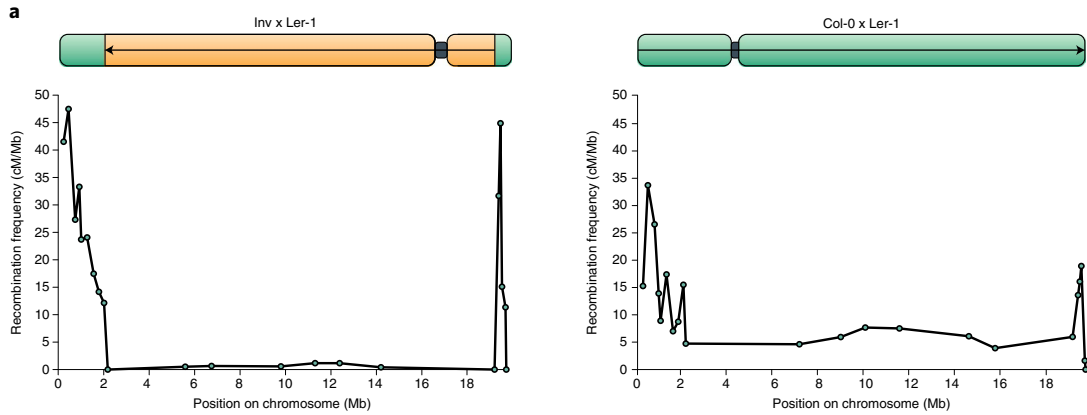 a
Inv x Ler-1
Col-0 x Ler-1
50
45
40
35
30
25
20
15
10
5
0
Recombination frequency (cM/Mb)
0 2 4 6 8 10 12 14 16 18
Position on chromosome (Mb)
50
45
40
35
30
25
20
15
10
5
0
Recombination frequency (cM/Mb)
0 2 4 6 8 10 12 14 16 18
Position on chromosome (Mb)